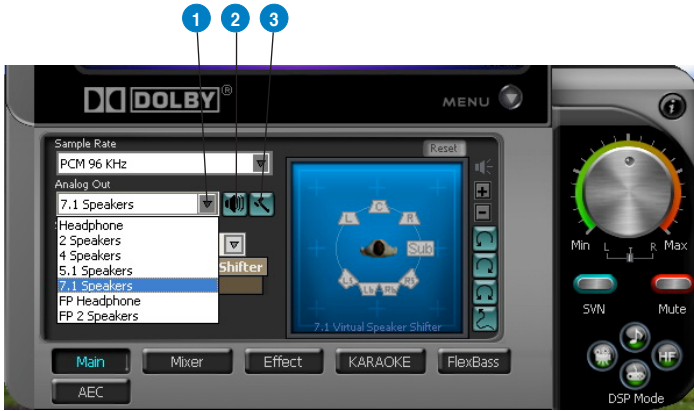 1 2 3
DOLBY®
MENU
i
Sample Rate
Reset
PCM 96 KHz
Analog Out
7.1 Speakers
Headphone
2 Speakers
4 Speakers
5.1 Speakers
7.1 Speakers
FP Headphone
FP 2 Speakers
Shifter
L C R
Sub
Ls Lb Rb Rs
7.1 Virtual Speaker Shifter
Min L R Max
SVN Mute
HF
DSP Mode
Main Mixer Effect KARAOKE FlexBass
AEC